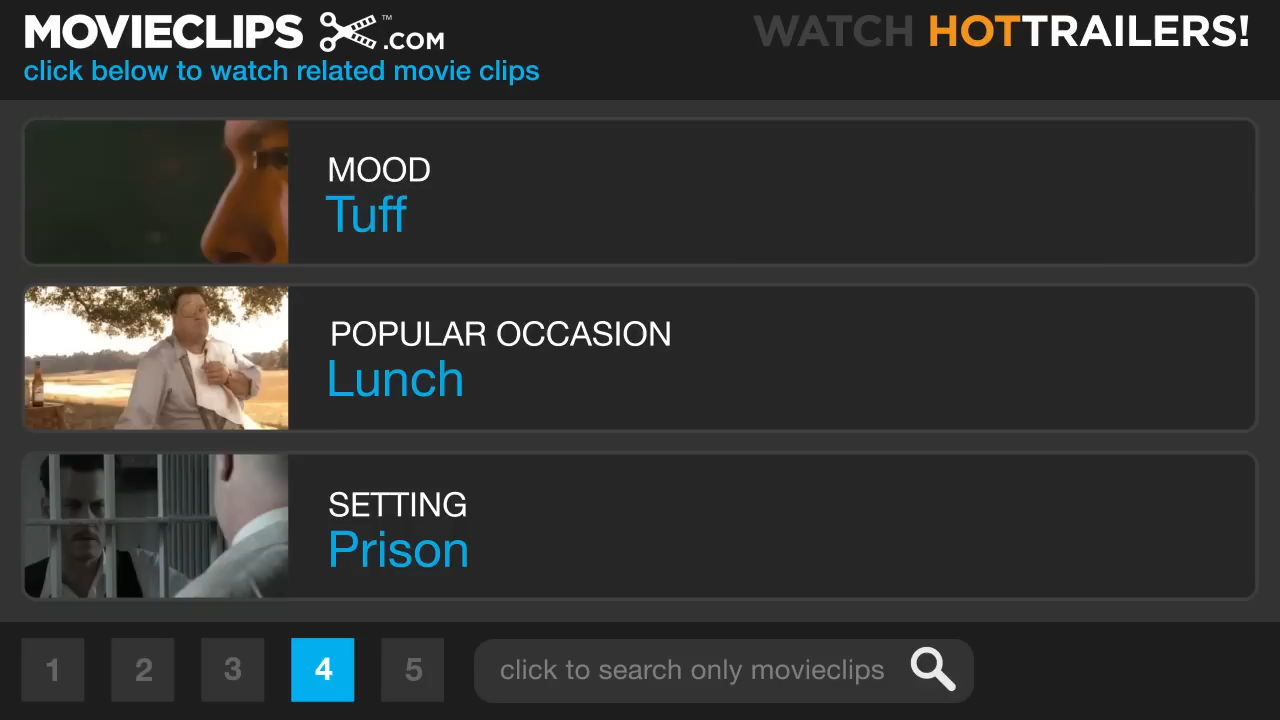 MOVIECLIPS ™ .COM
WATCH HOTTRAILERS!
click below to watch related movie clips
MOOD
Tuff
POPULAR OCCASION
Lunch
SETTING
Prison
1 2 3 4 5
click to search only movieclips